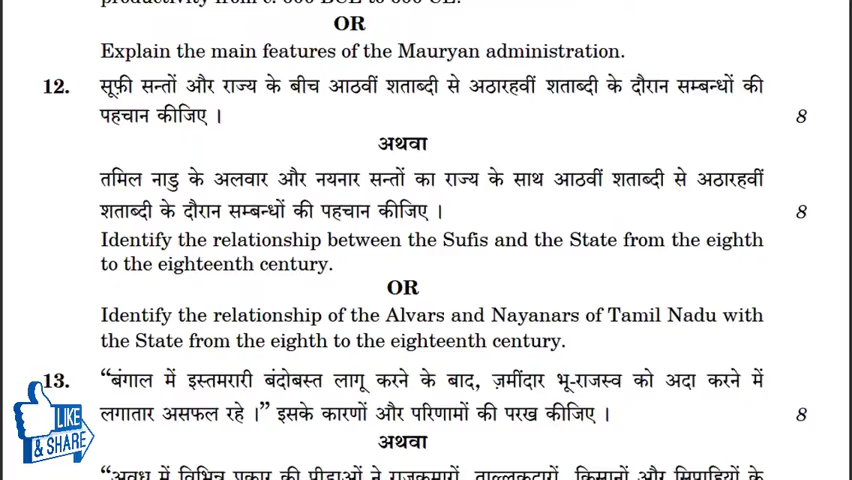 productivity from c. 600 BCE to 600 CE.
OR
Explain the main features of the Mauryan administration.
12. सूफ़ी सन्तों और राज्य के बीच आठवीं शताब्दी से अठारहवीं शताब्दी के दौरान सम्बन्धों की
पहचान कीजिए । 8
अथवा
तमिल नाडु के अलवार और नयनार सन्तों का राज्य के साथ आठवीं शताब्दी से अठारहवीं
शताब्दी के दौरान सम्बन्धों की पहचान कीजिए । 8
Identify the relationship between the Sufis and the State from the eighth
to the eighteenth century.
OR
Identify the relationship of the Alvars and Nayanars of Tamil Nadu with
the State from the eighth to the eighteenth century.
13. “बंगाल में इस्तमरारी बंदोबस्त लागू करने के बाद, ज़मींदार भू-राजस्व को अदा करने में
लगातार असफल रहे ।” इसके कारणों और परिणामों की परख कीजिए । 8
LIKE
& SHARE
अथवा
“अवध में विभिन्न प्रकार की पीड़ाओं ने राजकुमारों, ताल्लुकदारों, किसानों और सिपाहियों के